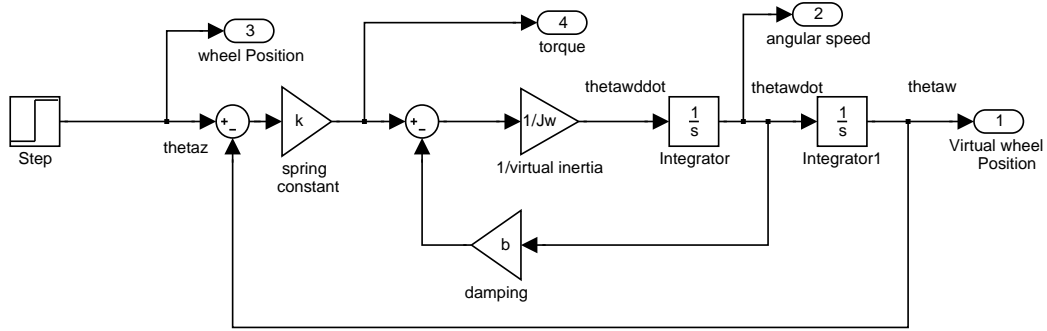 3
wheel Position
4
torque
2
angular speed
Step
thetaz
+
−
k
spring
constant
+
−
1/Jw
1/virtual inertia
thetawddot
1
s
Integrator
thetawdot
1
s
Integrator1
thetaw
1
Virtual wheel
Position
b
damping